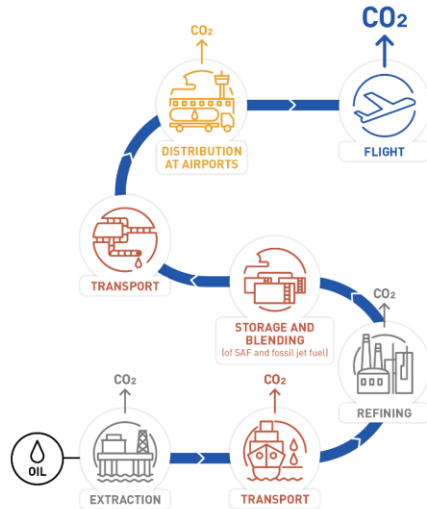 CO₂
CO₂
DISTRIBUTION
AT AIRPORTS
FLIGHT
TRANSPORT
STORAGE AND
BLENDING
(of SAF and fossil jet fuel)
CO₂
REFINING
CO₂
CO₂
OIL
EXTRACTION
TRANSPORT